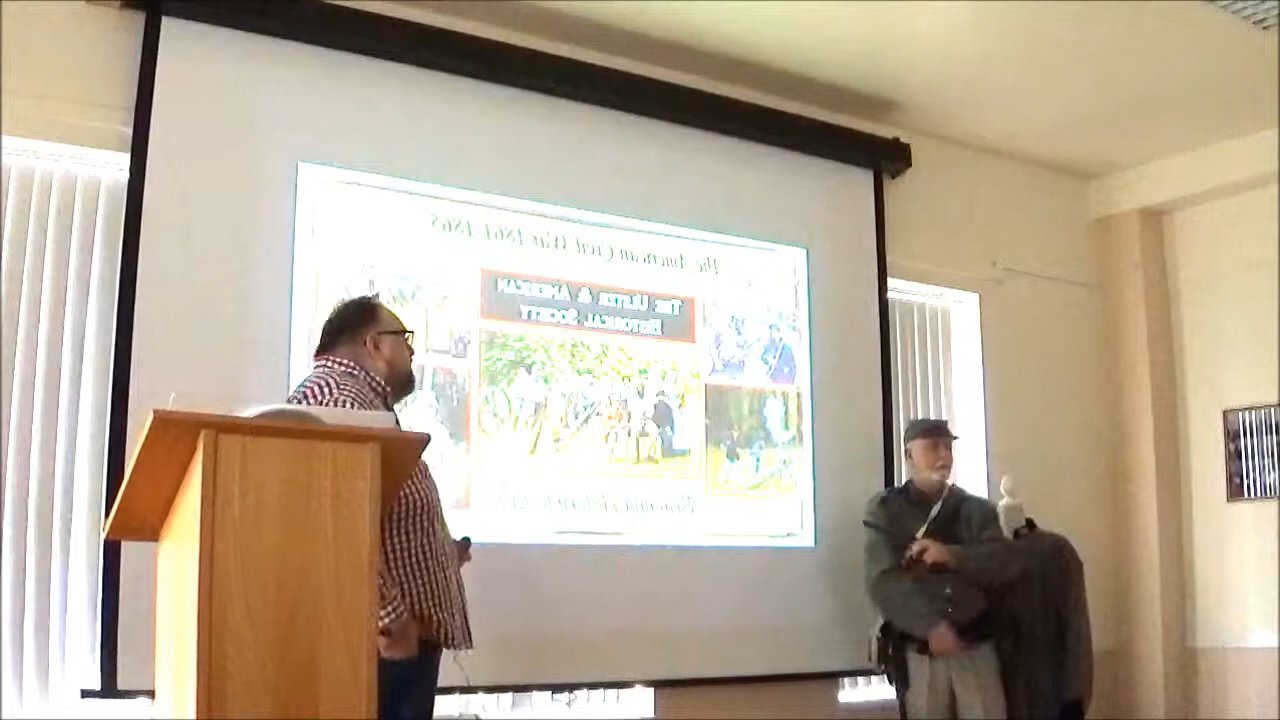 The American Civil War 1861-1865
THE ULSTER & AMERICAN
HISTORICAL SOCIETY